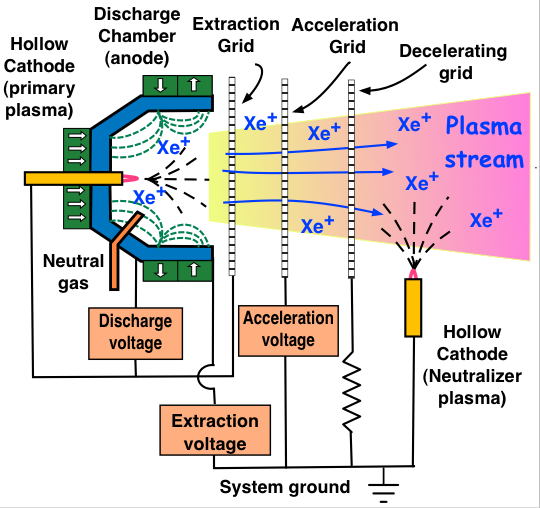 Discharge
Chamber
(anode)
Extraction
Grid
Acceleration
Grid
Decelerating
grid
Hollow
Cathode
(primary
plasma)
Xe+
Xe+
Xe+
Xe+
Xe+
Xe+
Xe+
Xe+
Plasma
stream
Neutral
gas
Discharge
voltage
Acceleration
voltage
Extraction
voltage
Hollow
Cathode
(Neutralizer
plasma)
System ground